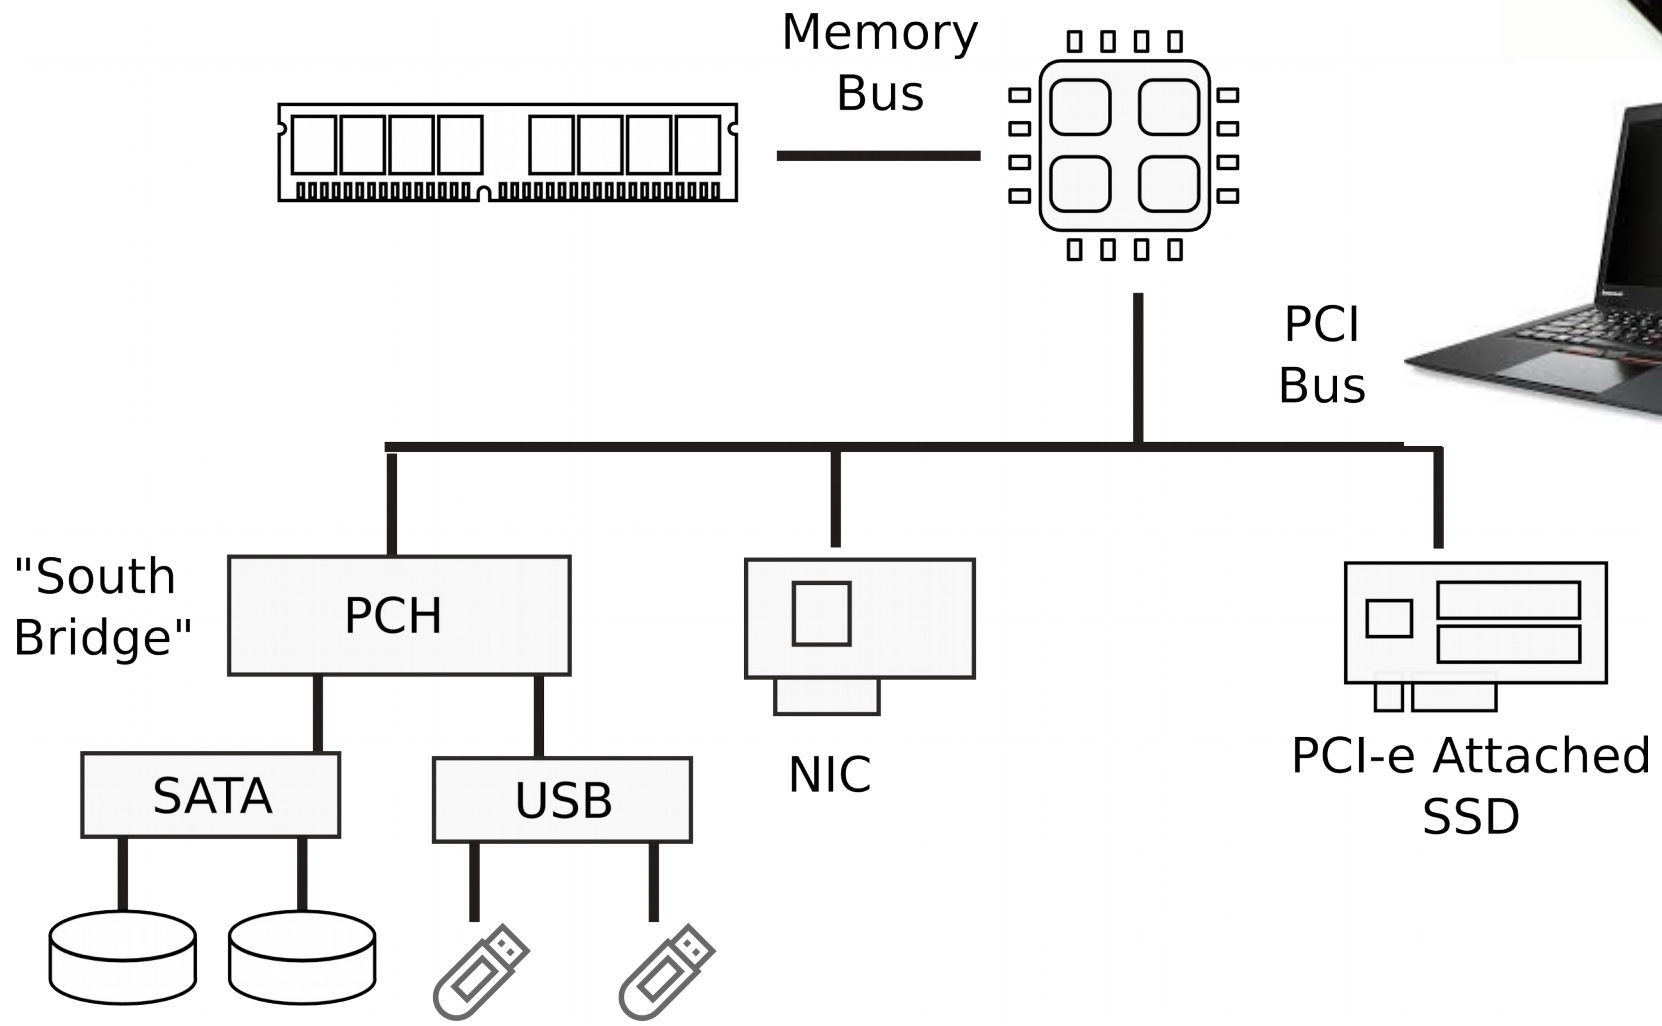 Memory
Bus
PCI
Bus
"South
Bridge"
PCH
SATA
USB
NIC
PCI-e Attached
SSD